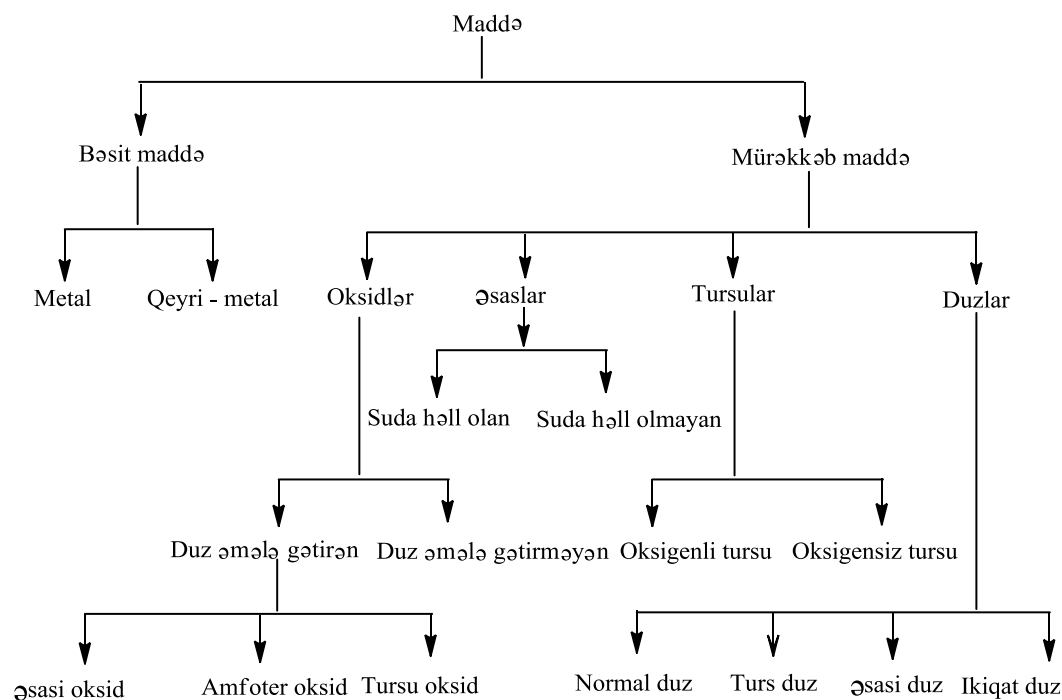 Maddə
Bəsit maddə
Mürəkkəb maddə
Metal
Qeyri - metal
Oksidlər
Əsaslar
Tursular
Duzlar
Suda həll olan
Suda həll olmayan
Duz əmələ gətirən
Duz əmələ gətirməyən
Oksigenli tursu
Oksigensiz tursu
Əsasi oksid
Amfoter oksid
Tursu oksid
Normal duz
Turs duz
Əsasi duz
Ikiqat duz